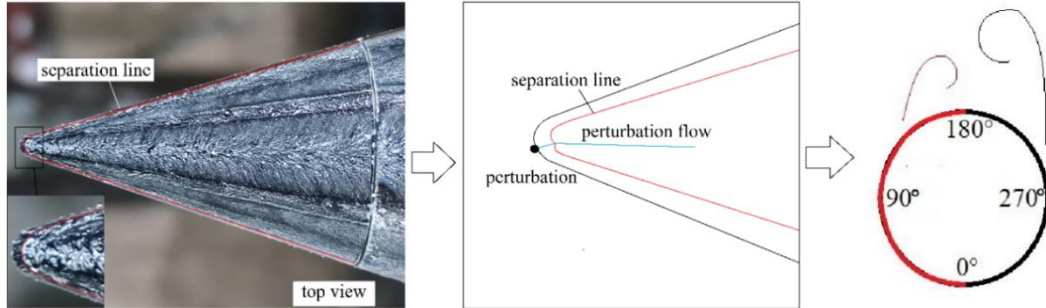 separation line
top view
separation line
perturbation flow
perturbation
180°
90°
270°
0°